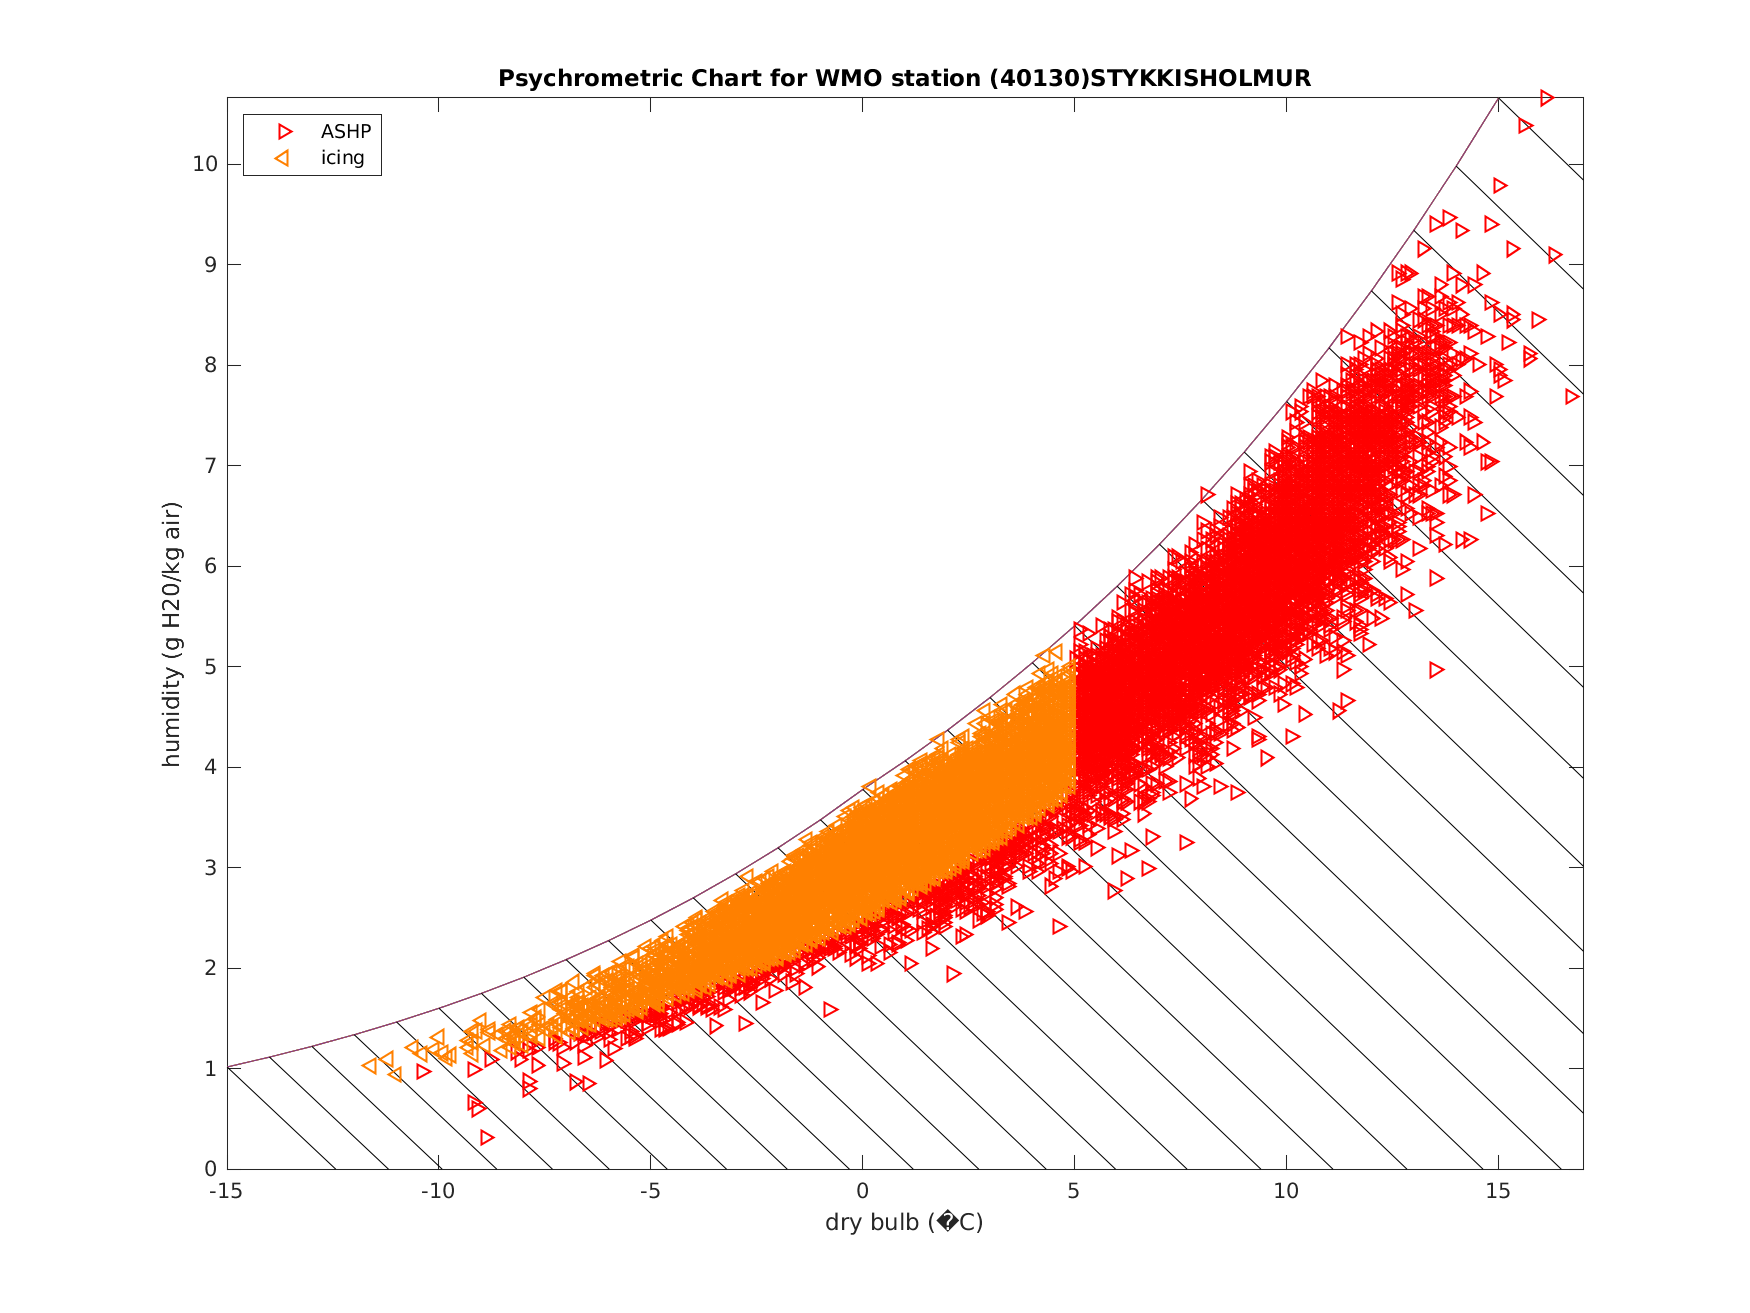 Psychrometric Chart for WMO station (40130)STYKKISHOLMUR
ASHP
icing
humidity (g H20/kg air)
10
9
8
7
6
5
4
3
2
1
0
-15 -10 -5 0 5 10 15
dry bulb (�C)